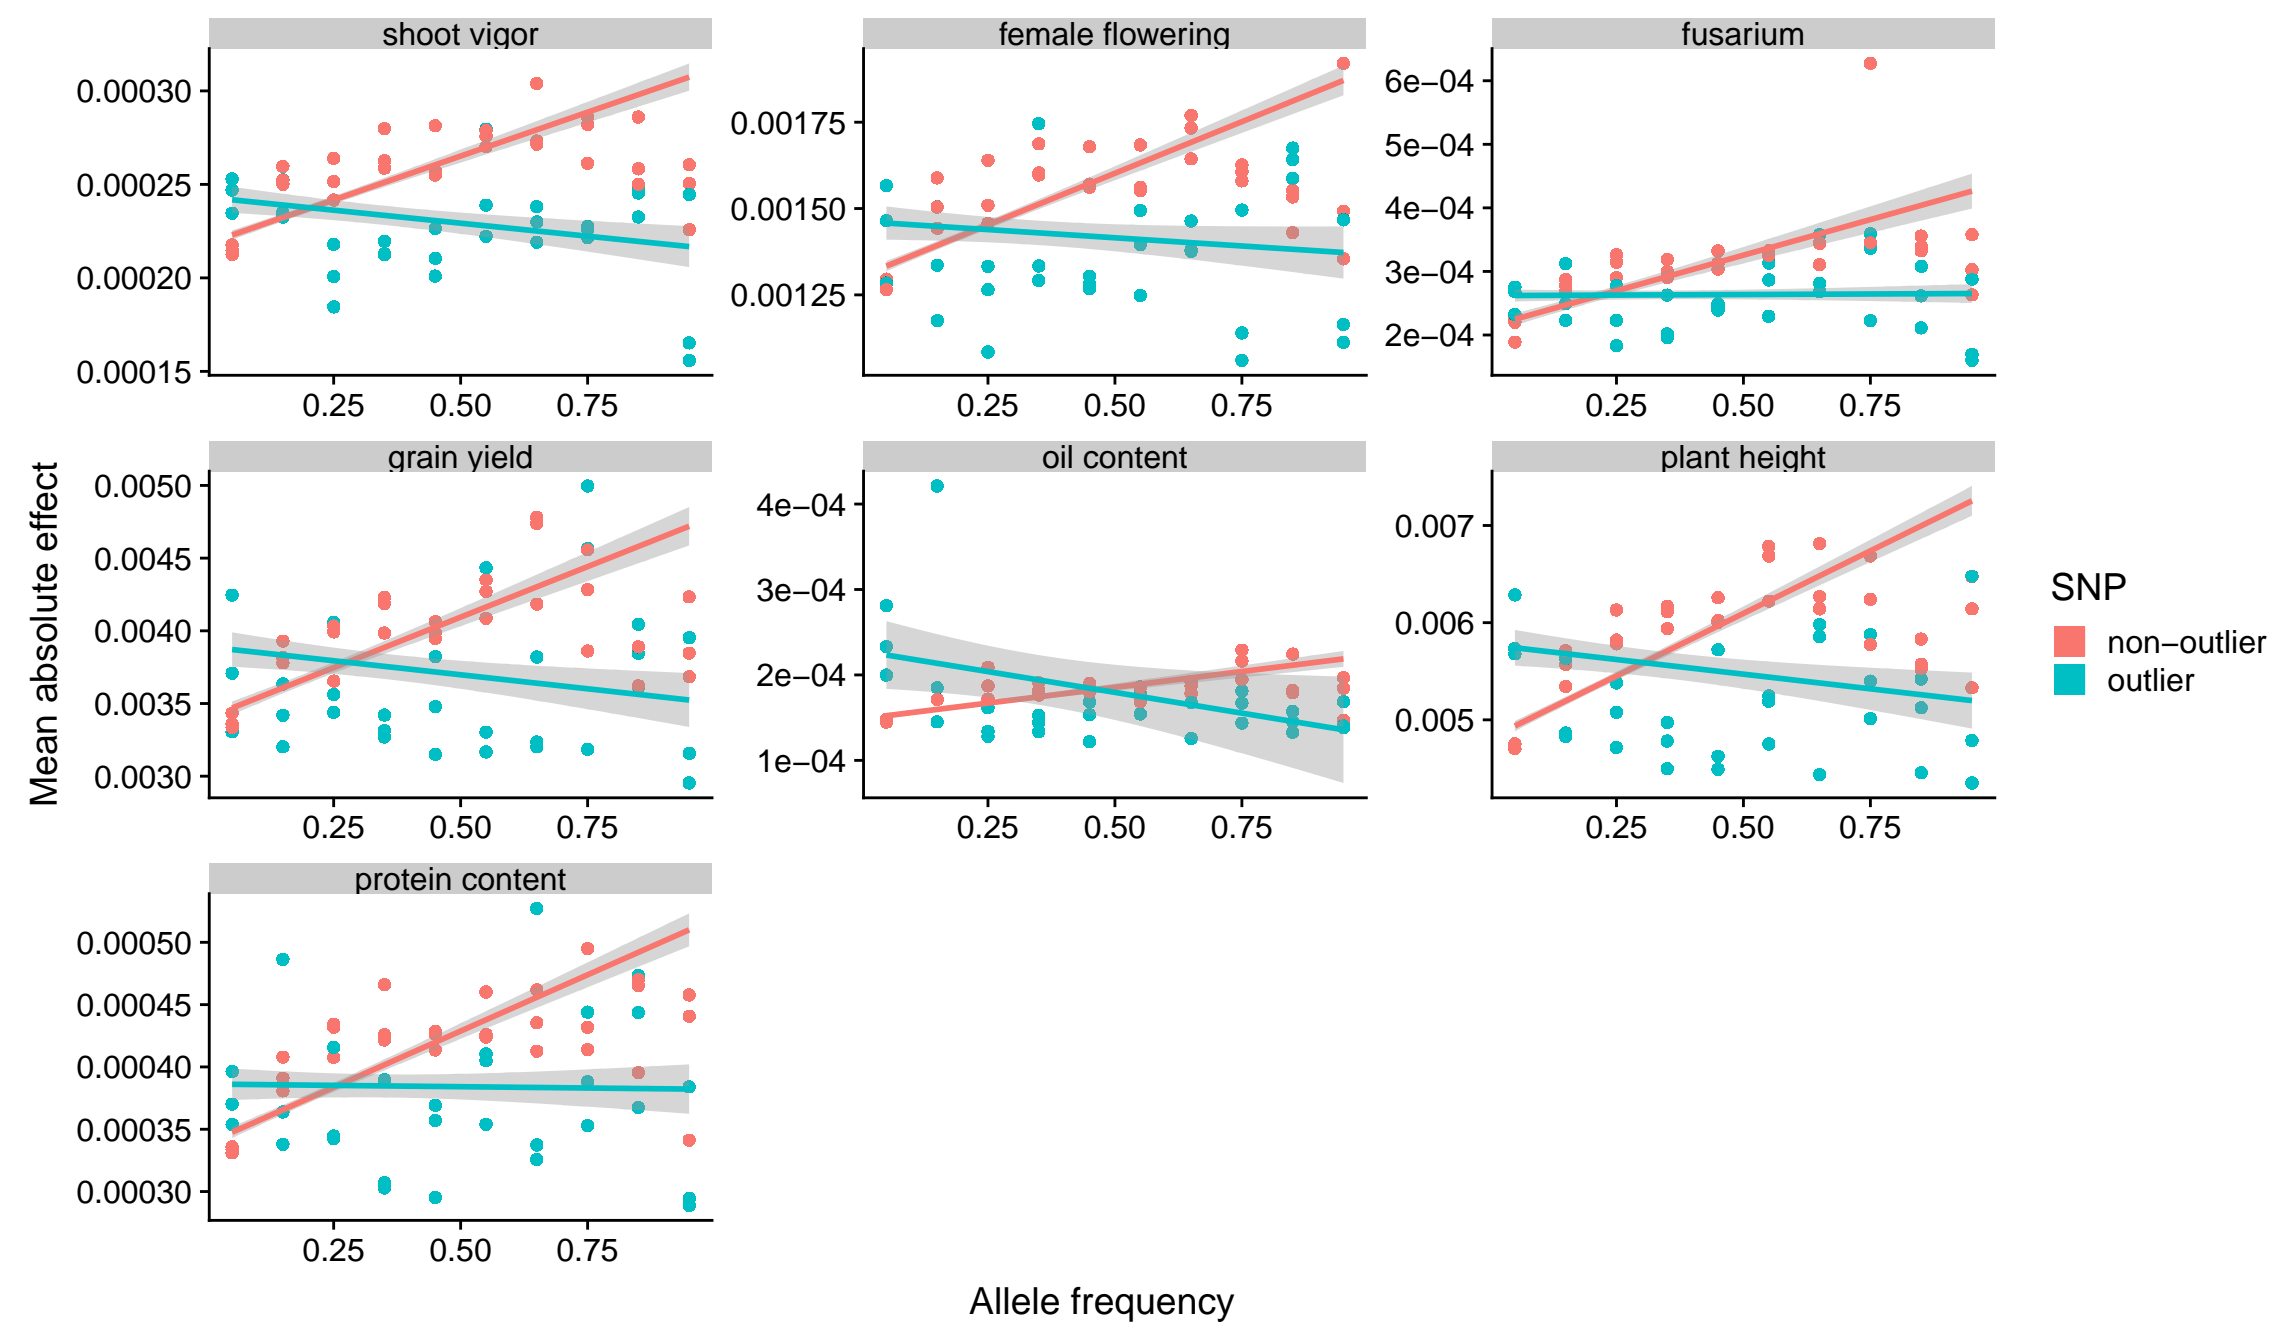 shoot vigor
female flowering
fusarium
0.00030
0.00025
0.00020
0.00015
0.00175
0.00150
0.00125
6e−04
5e−04
4e−04
3e−04
2e−04
0.25 0.50 0.75
0.25 0.50 0.75
0.25 0.50 0.75
grain yield
oil content
plant height
0.0050
0.0045
0.0040
0.0035
0.0030
4e−04
3e−04
2e−04
1e−04
0.007
0.006
0.005
0.25 0.50 0.75
0.25 0.50 0.75
0.25 0.50 0.75
protein content
0.00050
0.00045
0.00040
0.00035
0.00030
0.25 0.50 0.75
Mean absolute effect
Allele frequency
SNP
non−outlier
outlier